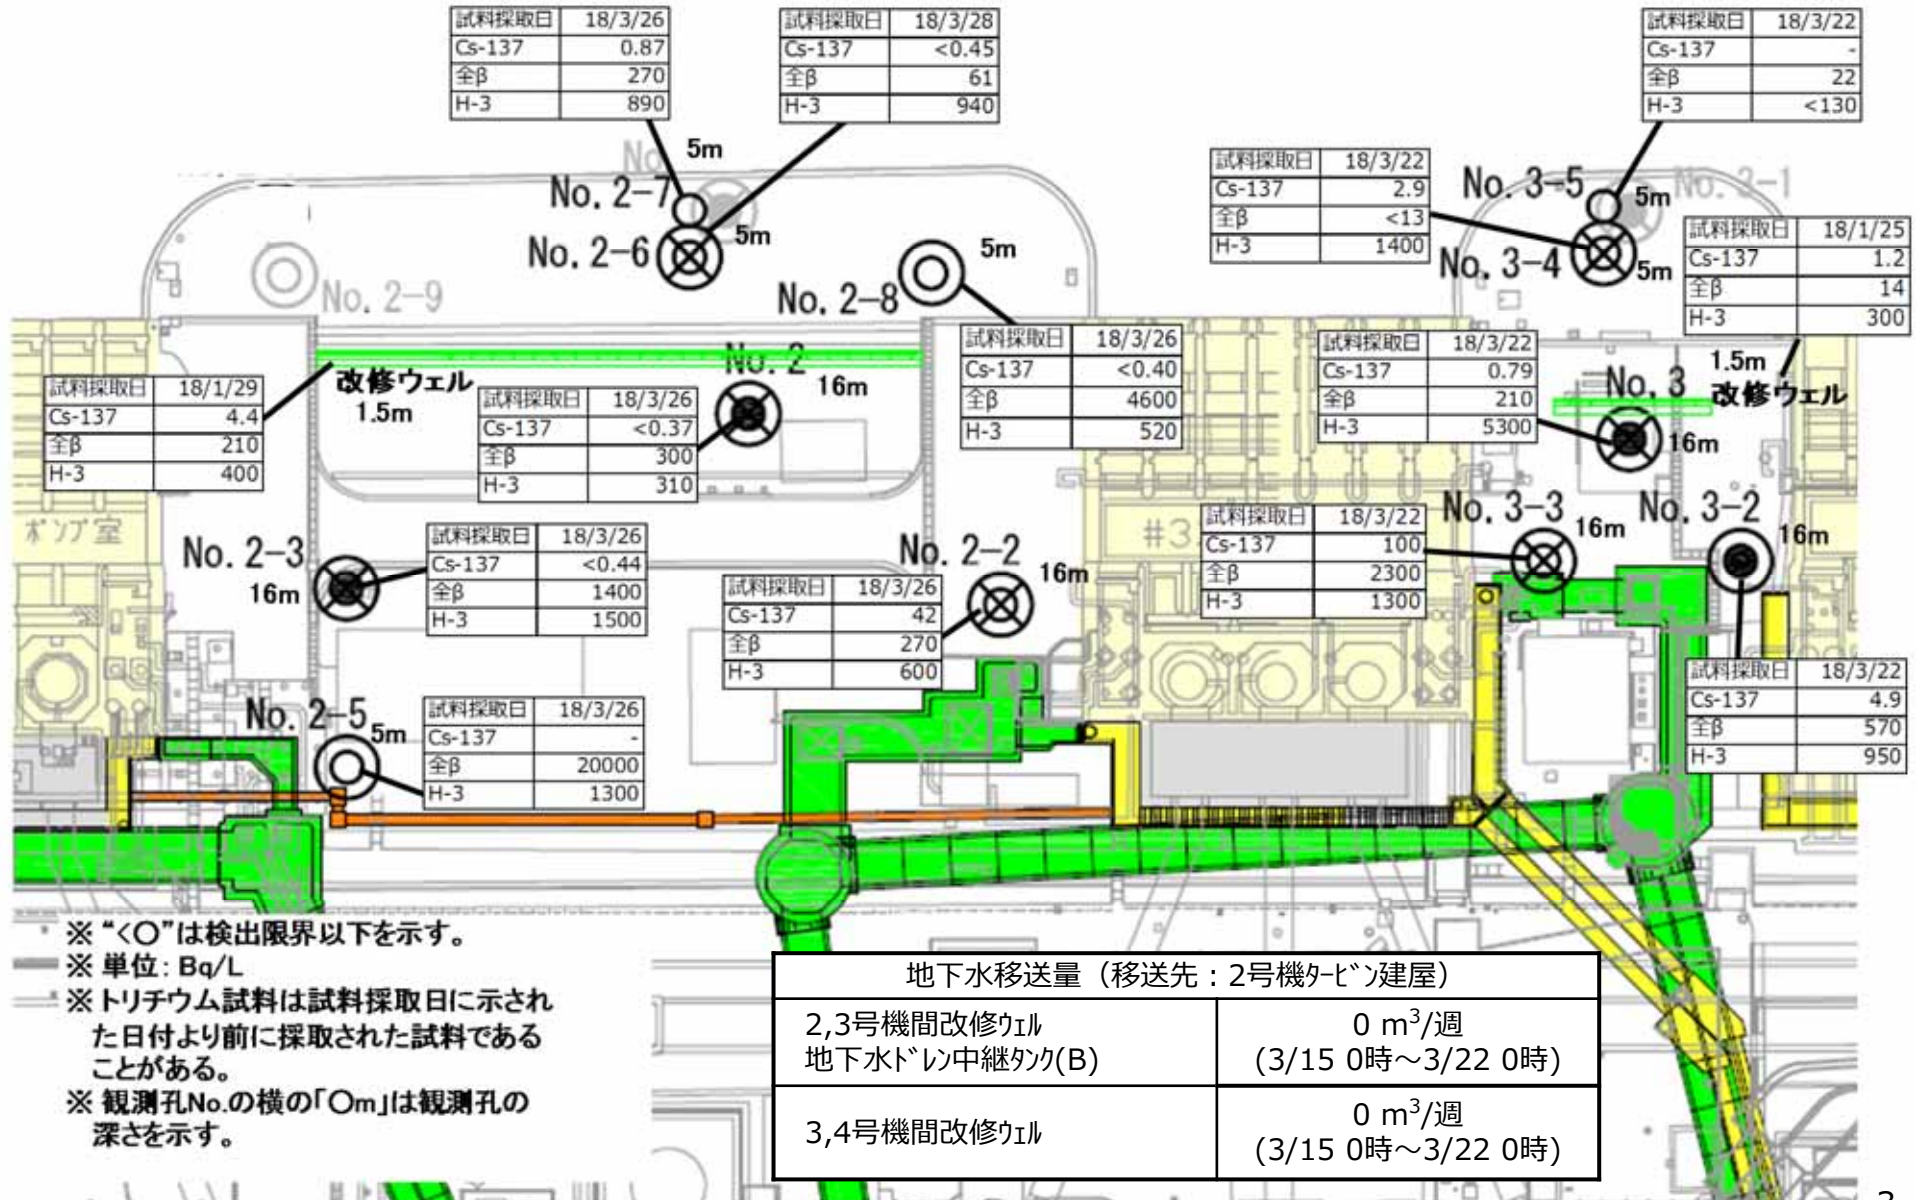 試料採取日 18/3/26
Cs-137 0.87
全β 270
H-3 890
試料採取日 18/3/28
Cs-137 <0.45
全β 61
H-3 940
試料採取日 18/3/22
Cs-137 -
全β 22
H-3 <130
No
5m
No. 2-7
No. 2-6
5m
試料採取日 18/3/22
Cs-137 2.9
全β <13
H-3 1400
No. 3-5
5m
No. 3-4
5m
試料採取日 18/1/25
Cs-137 1.2
全β 14
H-3 300
No. 2-9
No. 2-8
5m
試料採取日 18/3/26
Cs-137 <0.40
全β 4600
H-3 520
試料採取日 18/3/22
Cs-137 0.79
全β 210
H-3 5300
1.5m
改修ウェル
No. 3
16m
試料採取日 18/1/29
Cs-137 4.4
全β 210
H-3 400
改修ウェル
1.5m
試料採取日 18/3/26
Cs-137 <0.37
全β 300
H-3 310
No. 2
16m
ポンプ室
No. 2-3
16m
試料採取日 18/3/26
Cs-137 <0.44
全β 1400
H-3 1500
No. 2-2
16m
試料採取日 18/3/26
Cs-137 42
全β 270
H-3 600
#3
試料採取日 18/3/22
Cs-137 100
全β 2300
H-3 1300
No. 3-3
16m
No. 3-2
16m
試料採取日 18/3/22
Cs-137 4.9
全β 570
H-3 950
No. 2-5
5m
試料採取日 18/3/26
Cs-137 -
全β 20000
H-3 1300
※ “<○”は検出限界以下を示す。
※ 単位: Bq/L
※ トリチウム試料は試料採取日に示され
た日付より前に採取された試料である
ことがある。
※ 観測孔No.の横の「○m」は観測孔の
深さを示す。
地下水移送量（移送先：2号機ﾀｰﾋﾞﾝ建屋）
2,3号機間改修ｳｪﾙ
地下水ﾄﾞﾚﾝ中継ﾀﾝｸ(B)
0 m³/週
(3/15 0時～3/22 0時)
3,4号機間改修ｳｪﾙ
0 m³/週
(3/15 0時～3/22 0時)